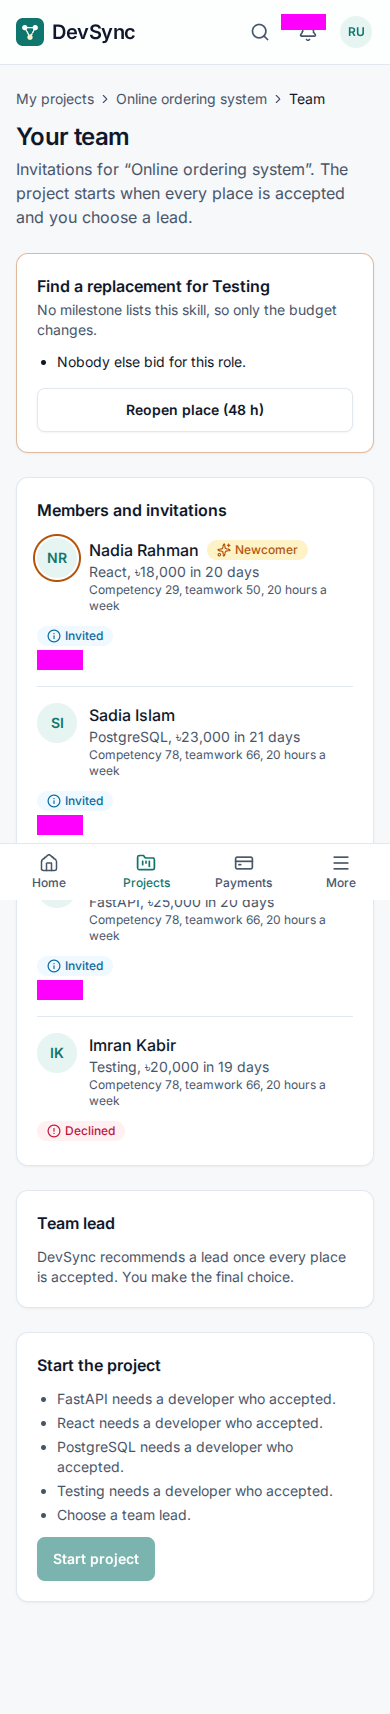 DevSync
RU
My projects > Online ordering system > Team
Your team
Invitations for “Online ordering system”. The
project starts when every place is accepted
and you choose a lead.
Find a replacement for Testing
No milestone lists this skill, so only the budget
changes.
• Nobody else bid for this role.
Reopen place (48 h)
Members and invitations
NR
Nadia Rahman
Newcomer
React, ৳18,000 in 20 days
Competency 29, teamwork 50, 20 hours a
week
Invited
SI
Sadia Islam
PostgreSQL, ৳23,000 in 21 days
Competency 78, teamwork 66, 20 hours a
week
Invited
Home
Projects
Payments
More
FastAPI, ৳25,000 in 20 days
Competency 78, teamwork 66, 20 hours a
week
Invited
IK
Imran Kabir
Testing, ৳20,000 in 19 days
Competency 78, teamwork 66, 20 hours a
week
Declined
Team lead
DevSync recommends a lead once every place
is accepted. You make the final choice.
Start the project
• FastAPI needs a developer who accepted.
• React needs a developer who accepted.
• PostgreSQL needs a developer who
accepted.
• Testing needs a developer who accepted.
• Choose a team lead.
Start project